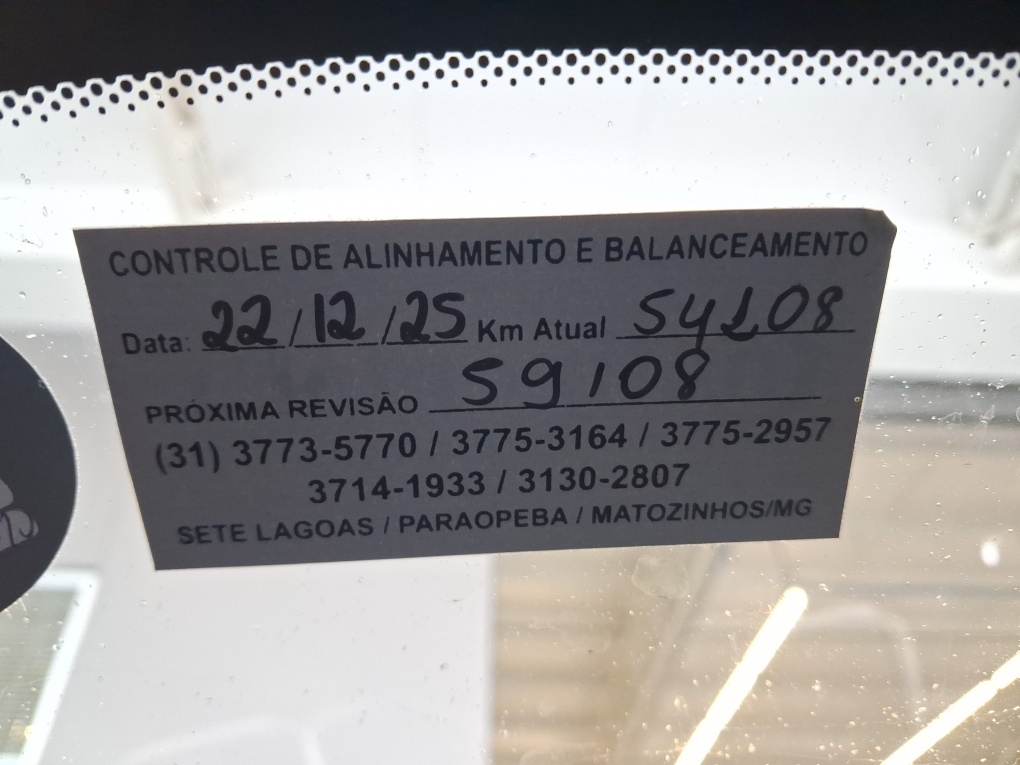 CONTROLE DE ALINHAMENTO E BALANCEAMENTO
Data: 22/12/25 Km Atual 54108
PRÓXIMA REVISÃO 59108
(31) 3773-5770 / 3775-3164 / 3775-2957
3714-1933 / 3130-2807
SETE LAGOAS / PARAOPEBA / MATOZINHOS/MG